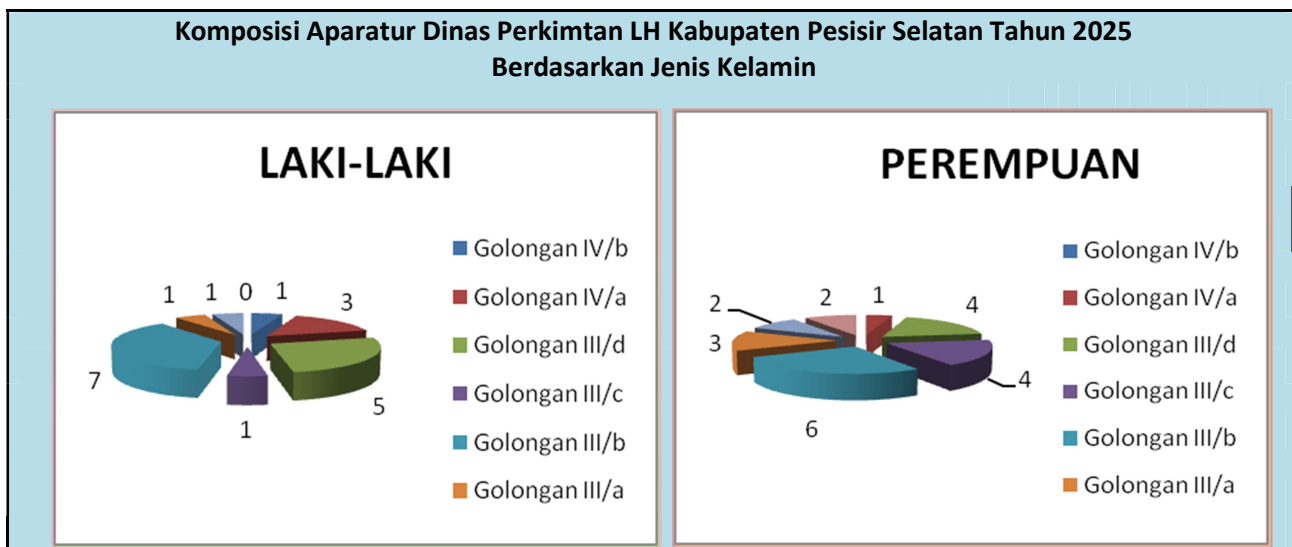 Komposisi Aparatur Dinas Perkimtan LH Kabupaten Pesisir Selatan Tahun 2025
Berdasarkan Jenis Kelamin
LAKI-LAKI
1
1
0
1
3
7
5
1
Golongan IV/b
Golongan IV/a
Golongan III/d
Golongan III/c
Golongan III/b
Golongan III/a
PEREMPUAN
2
2
1
4
3
4
6
Golongan IV/b
Golongan IV/a
Golongan III/d
Golongan III/c
Golongan III/b
Golongan III/a